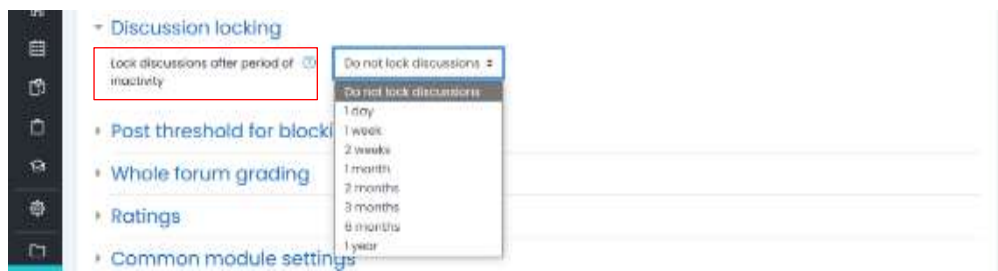 Discussion locking
Lock discussions after period of
inactivity
Do not lock discussions
Do not lock discussions
1 day
1 week
2 weeks
1 month
2 months
3 months
6 months
1 year
Post threshold for blocki
Whole forum grading
Ratings
Common module settings